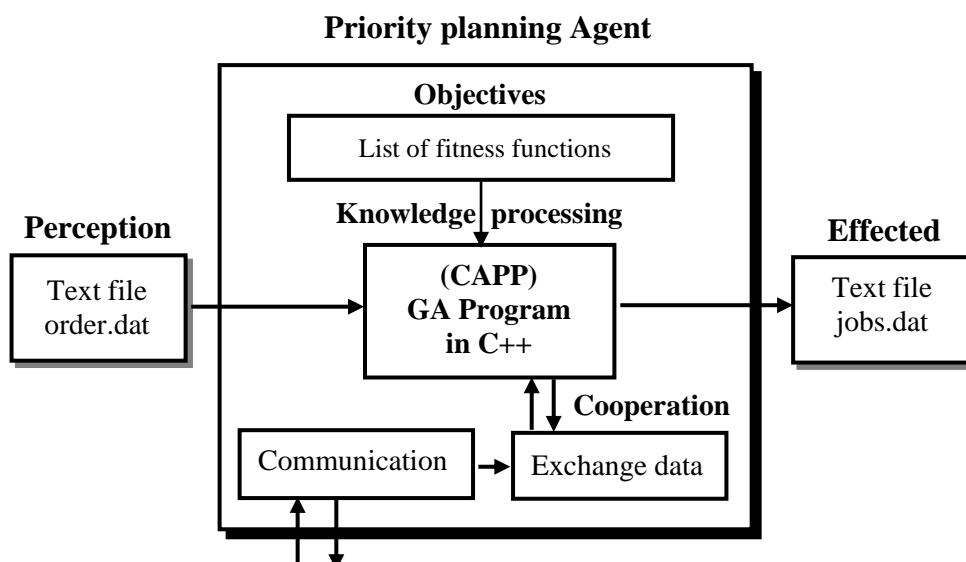 Priority planning Agent
Objectives
List of fitness functions
Knowledge processing
Perception
Text file
order.dat
(CAPP)
GA Program
in C++
Effected
Text file
jobs.dat
Cooperation
Communication
Exchange data